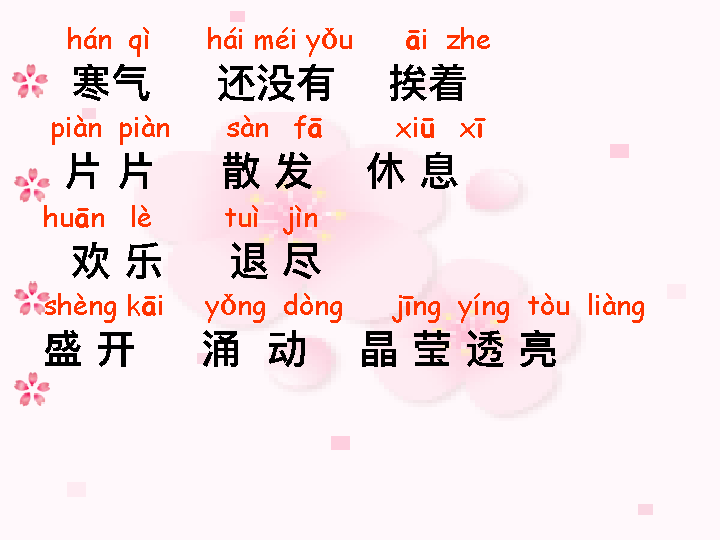 hán qì hái méi yǒu āi zhe
寒气 还没有 挨着
piàn piàn sàn fā xiū xī
片 片 散 发 休 息
huān lè tuì jìn
欢 乐 退 尽
shèng kāi yǒng dòng jīng yíng tòu liàng
盛 开 涌 动 晶 莹 透 亮